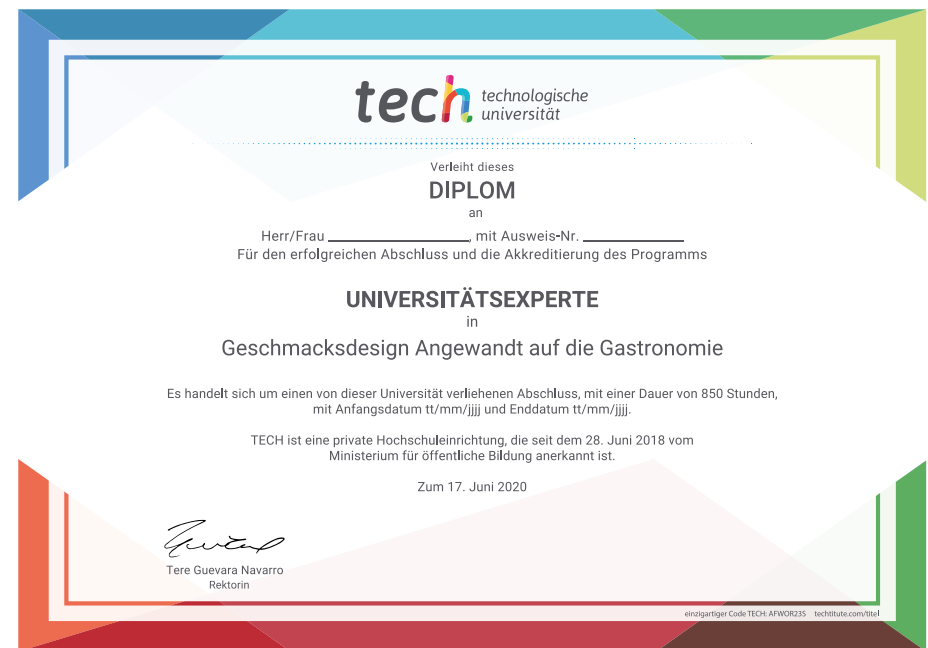 tech technologische
universität
Verleiht dieses
DIPLOM
an
Herr/Frau ____________________, mit Ausweis-Nr. ______________
Für den erfolgreichen Abschluss und die Akkreditierung des Programms
UNIVERSITÄTSEXPERTE
in
Geschmacksdesign Angewandt auf die Gastronomie
Es handelt sich um einen von dieser Universität verliehenen Abschluss, mit einer Dauer von 850 Stunden,
mit Anfangsdatum tt/mm/jjjj und Enddatum tt/mm/jjjj.
TECH ist eine private Hochschuleinrichtung, die seit dem 28. Juni 2018 vom
Ministerium für öffentliche Bildung anerkannt ist.
Zum 17. Juni 2020
Tere Guevara Navarro
Rektorin
einzigartiger Code TECH: AFWOR23S techtitute.com/titel